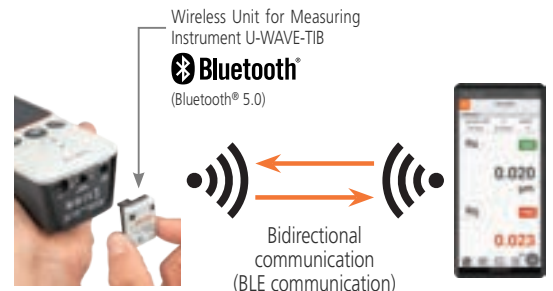 Wireless Unit for Measuring
Instrument U-WAVE-TIB
Bluetooth®
(Bluetooth® 5.0)
0.020
µm
0.023
Bidirectional
communication
(BLE communication)